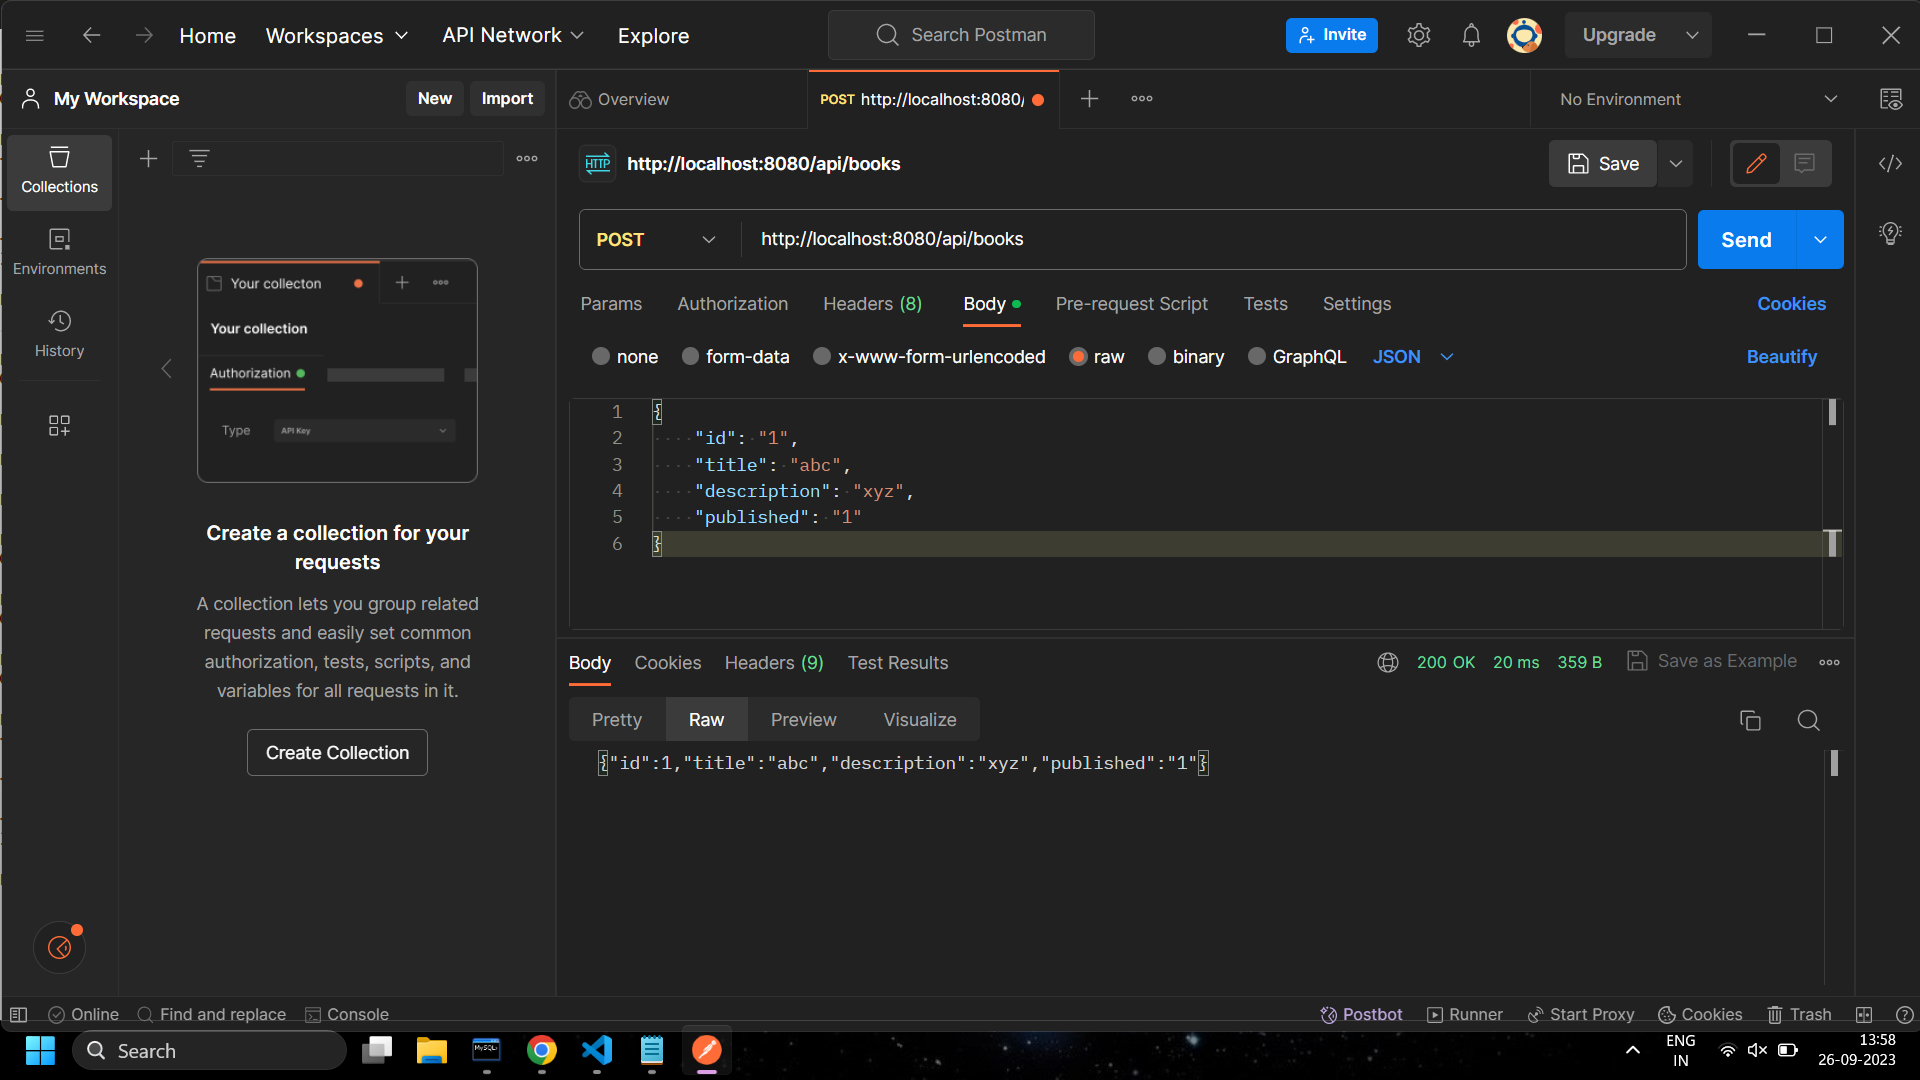 Home Workspaces API Network Explore Search Postman Invite Upgrade
My Workspace New Import Overview POST http://localhost:8080/ No Environment
Collections
Environments
History
Your collecton
Your collection
Authorization
Type API Key
Create a collection for your
requests
A collection lets you group related
requests and easily set common
authorization, tests, scripts, and
variables for all requests in it.
Create Collection
HTTP http://localhost:8080/api/books Save
POST http://localhost:8080/api/books Send
Params Authorization Headers (8) Body Pre-request Script Tests Settings Cookies
none form-data x-www-form-urlencoded raw binary GraphQL JSON Beautify
1 {
2 "id": "1",
3 "title": "abc",
4 "description": "xyz",
5 "published": "1"
6 }
Body Cookies Headers (9) Test Results 200 OK 20 ms 359 B Save as Example
Pretty Raw Preview Visualize
{"id":1,"title":"abc","description":"xyz","published":"1"}
Online Find and replace Console Postbot Runner Start Proxy Cookies Trash
Search MySQL ENG 13:58
IN 26-09-2023